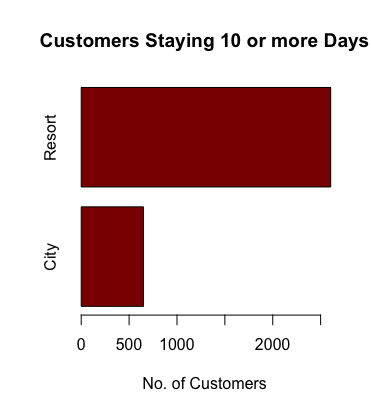 Customers Staying 10 or more Days
Resort
City
0 500 1000 2000
No. of Customers